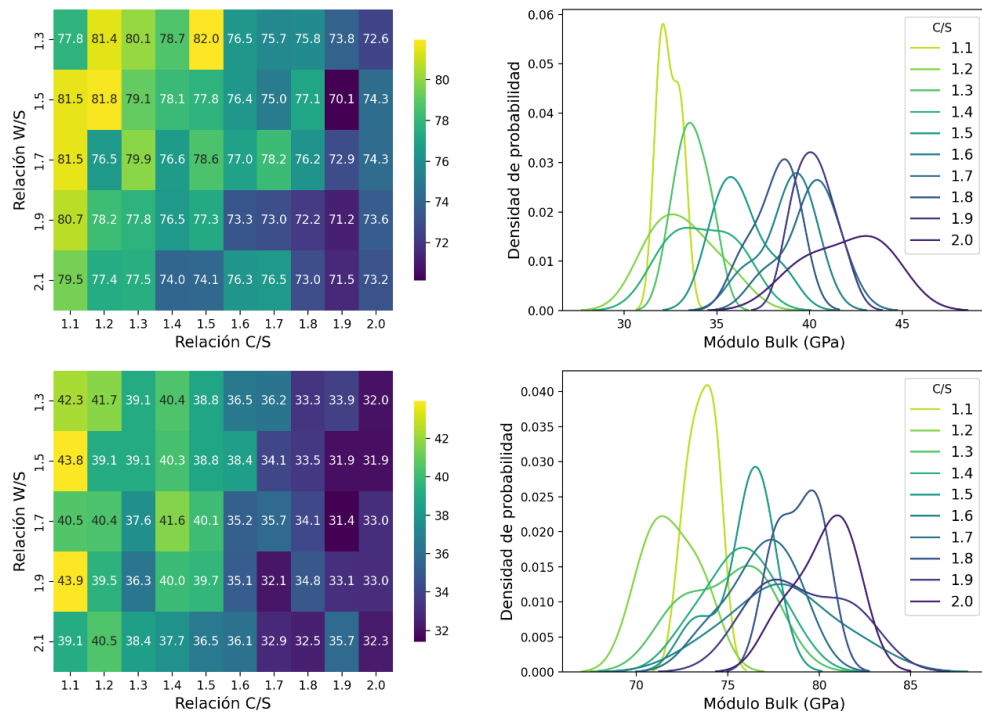 1.3 77.8 81.4 80.1 78.7 82.0 76.5 75.7 75.8 73.8 72.6
1.5 81.5 81.8 79.1 78.1 77.8 76.4 75.0 77.1 70.1 74.3
1.7 81.5 76.5 79.9 76.6 78.6 77.0 78.2 76.2 72.9 74.3
1.9 80.7 78.2 77.8 76.5 77.3 73.3 73.0 72.2 71.2 73.6
2.1 79.5 77.4 77.5 74.0 74.1 76.3 76.5 73.0 71.5 73.2
Relación W/S
1.1 1.2 1.3 1.4 1.5 1.6 1.7 1.8 1.9 2.0
Relación C/S
80
78
76
74
72
0.06
0.05
0.04
0.03
0.02
0.01
0.00
Densidad de probabilidad
30 35 40 45
Módulo Bulk (GPa)
C/S
1.1
1.2
1.3
1.4
1.5
1.6
1.7
1.8
1.9
2.0
1.3 42.3 41.7 39.1 40.4 38.8 36.5 36.2 33.3 33.9 32.0
1.5 43.8 39.1 39.1 40.3 38.8 38.4 34.1 33.5 31.9 31.9
1.7 40.5 40.4 37.6 41.6 40.1 35.2 35.7 34.1 31.4 33.0
1.9 43.9 39.5 36.3 40.0 39.7 35.1 32.1 34.8 33.1 33.0
2.1 39.1 40.5 38.4 37.7 36.5 36.1 32.9 32.5 35.7 32.3
Relación W/S
1.1 1.2 1.3 1.4 1.5 1.6 1.7 1.8 1.9 2.0
Relación C/S
42
40
38
36
34
32
0.040
0.035
0.030
0.025
0.020
0.015
0.010
0.005
0.000
Densidad de probabilidad
70 75 80 85
Módulo Bulk (GPa)
C/S
1.1
1.2
1.3
1.4
1.5
1.6
1.7
1.8
1.9
2.0